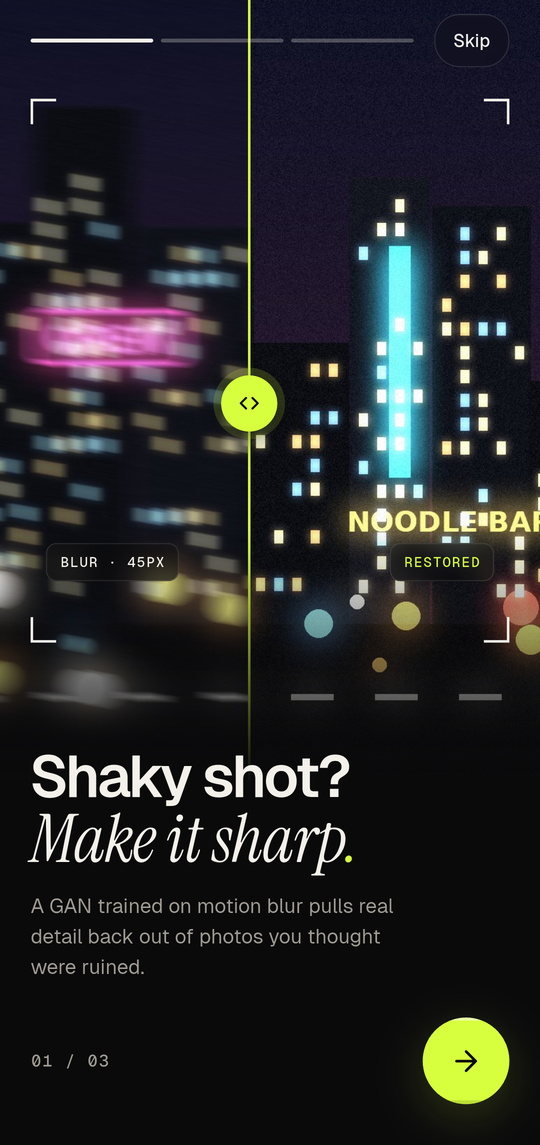 Skip
NOODLE BAR
BLUR · 45PX
RESTORED
Shaky shot?
Make it sharp.
A GAN trained on motion blur pulls real
detail back out of photos you thought
were ruined.
01 / 03